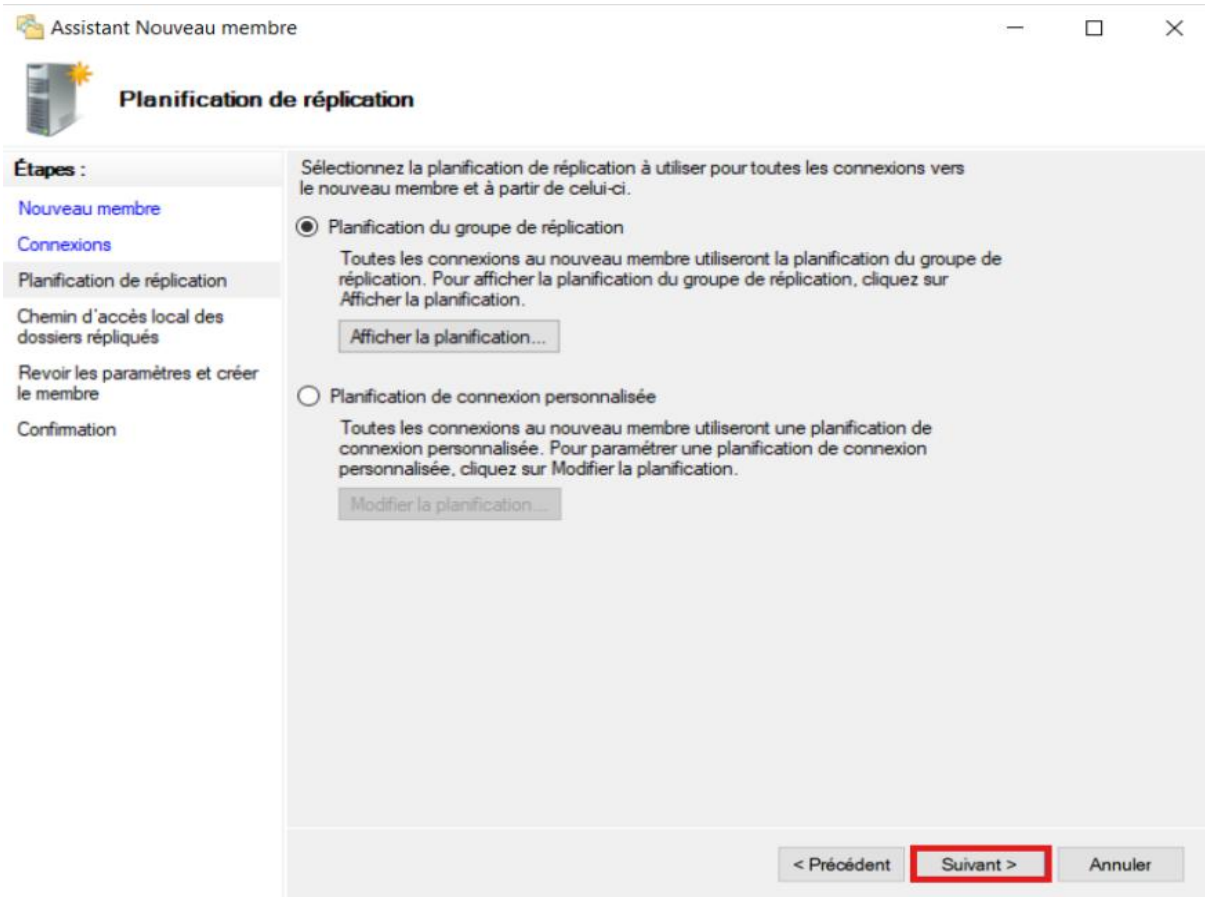 Assistant Nouveau membre
Planification de réplication
Étapes :
Nouveau membre
Connexions
Planification de réplication
Chemin d'accès local des
dossiers répliqués
Revoir les paramètres et créer
le membre
Confirmation
Sélectionnez la planification de réplication à utiliser pour toutes les connexions vers
le nouveau membre et à partir de celui-ci.
Planification du groupe de réplication
Toutes les connexions au nouveau membre utiliseront la planification du groupe de
réplication. Pour afficher la planification du groupe de réplication, cliquez sur
Afficher la planification.
Afficher la planification...
Planification de connexion personnalisée
Toutes les connexions au nouveau membre utiliseront une planification de
connexion personnalisée. Pour paramétrer une planification de connexion
personnalisée, cliquez sur Modifier la planification.
Modifier la planification...
< Précédent
Suivant >
Annuler